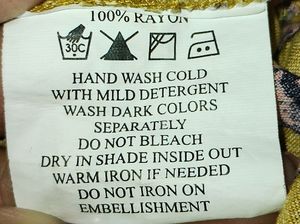 100% RAYON
30C
HAND WASH COLD
WITH MILD DETERGENT
WASH DARK COLORS
SEPARATELY
DO NOT BLEACH
DRY IN SHADE INSIDE OUT
WARM IRON IF NEEDED
DO NOT IRON ON
EMBELLISHMENT